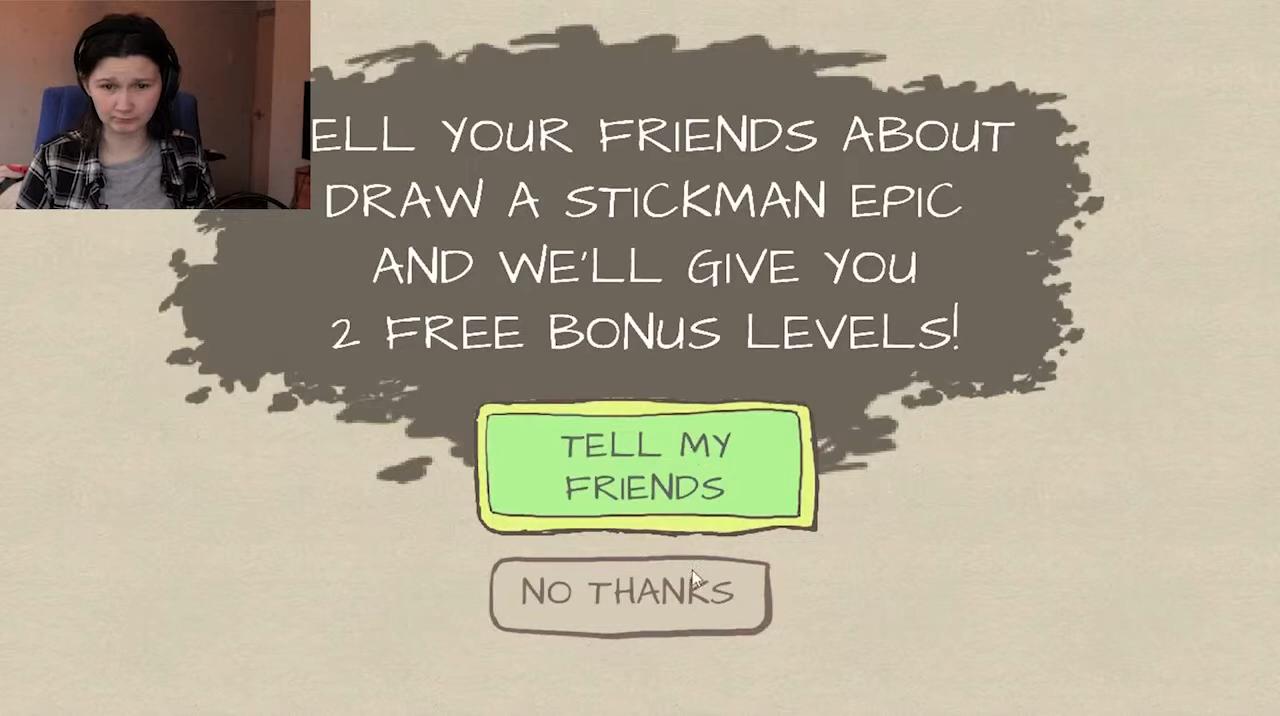 ELL YOUR FRIENDS ABOUT
DRAW A STICKMAN EPIC
AND WE'LL GIVE YOU
2 FREE BONUS LEVELS!
TELL MY
FRIENDS
NO THANKS